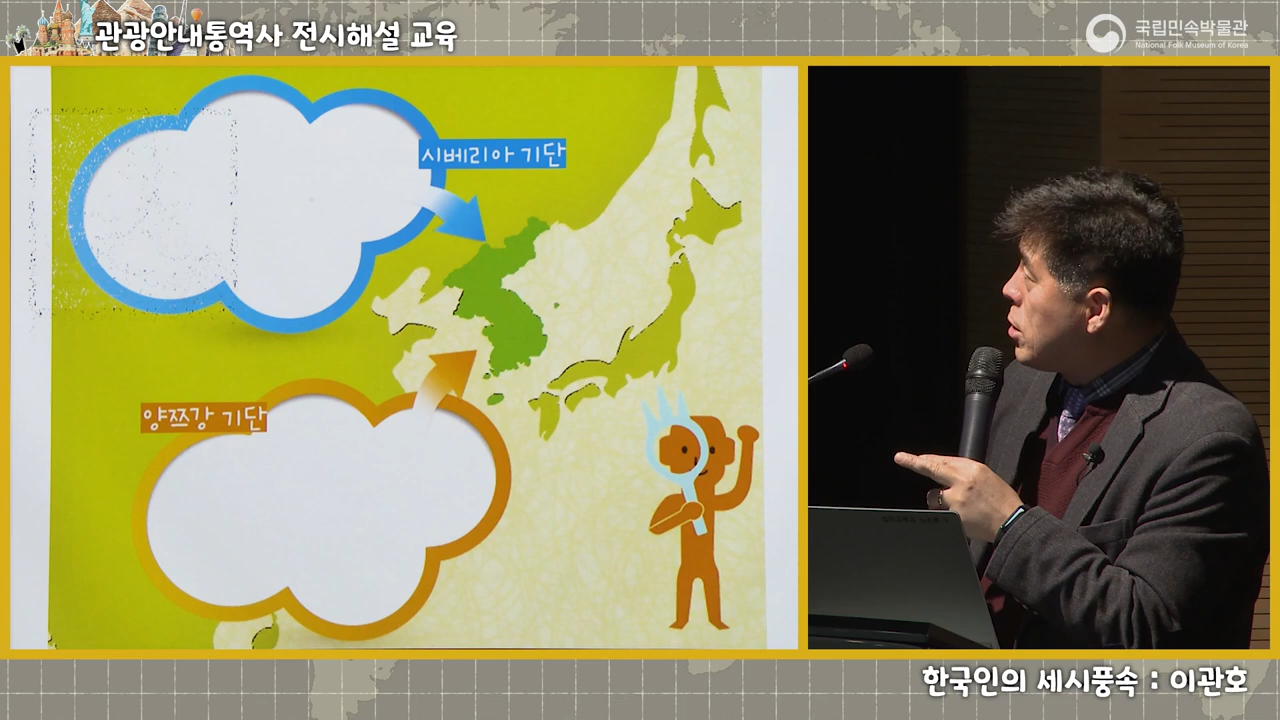 관광안내통역사 전시해설 교육
국립민속박물관
National Folk Museum of Korea
시베리아 기단
양쯔강 기단
한국인의 세시풍속 : 이관호